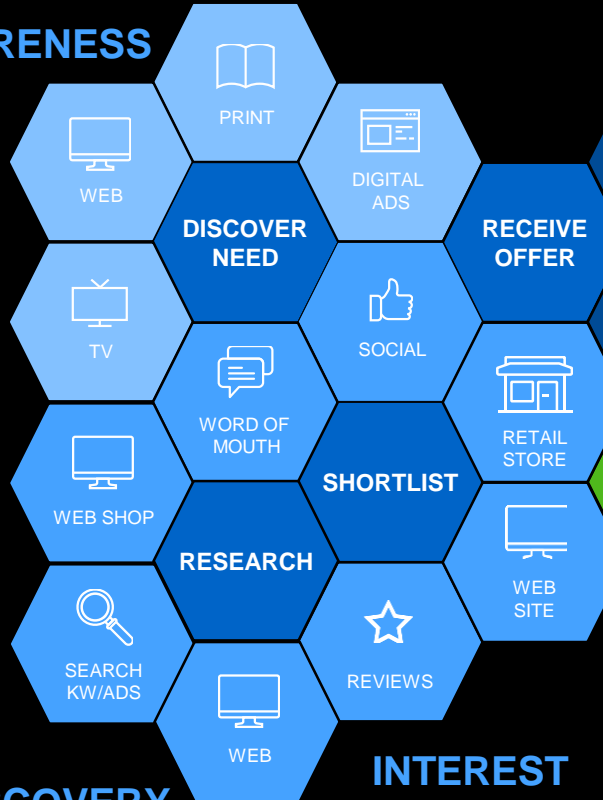 RENESS
PRINT
WEB
DIGITAL
ADS
DISCOVER
NEED
RECEIVE
OFFER
TV
SOCIAL
WORD OF
MOUTH
RETAIL
STORE
SHORTLIST
WEB SHOP
RESEARCH
WEB
SITE
SEARCH
KW/ADS
REVIEWS
WEB
INTEREST
COVERY